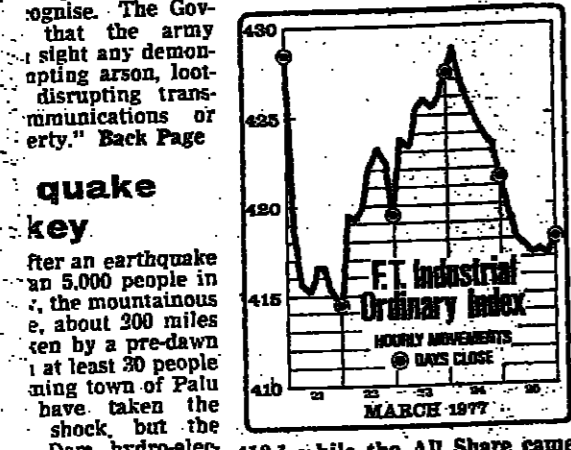 ognise. The Gov-
that the army
sight any demon-
npting arson, loot-
disrupting trans-
mmunications or
erty." Back Page
quake
key
fter an earthquake
an 5,000 people in
the mountainous
e, about 200 miles
ken by a pre-dawn
at least 30 people
ning town of Palu
have taken the
shock, but the
Dam, hydro-elec-
430
425
420
415
410
F.T. Industrial
Ordinary Index
HOURLY MOVEMENTS
DAYS CLOSE
21 22 23 24 25
MARCH 1977
while the All Share came